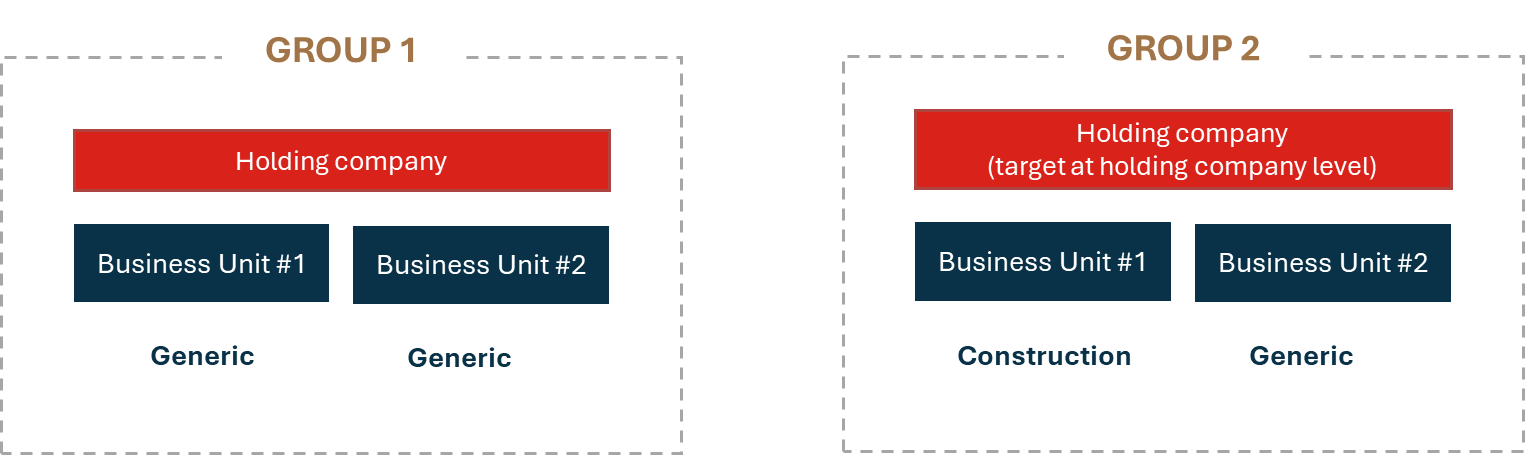 GROUP 1
Holding company
Business Unit #1
Business Unit #2
Generic
Generic
GROUP 2
Holding company
(target at holding company level)
Business Unit #1
Business Unit #2
Construction
Generic